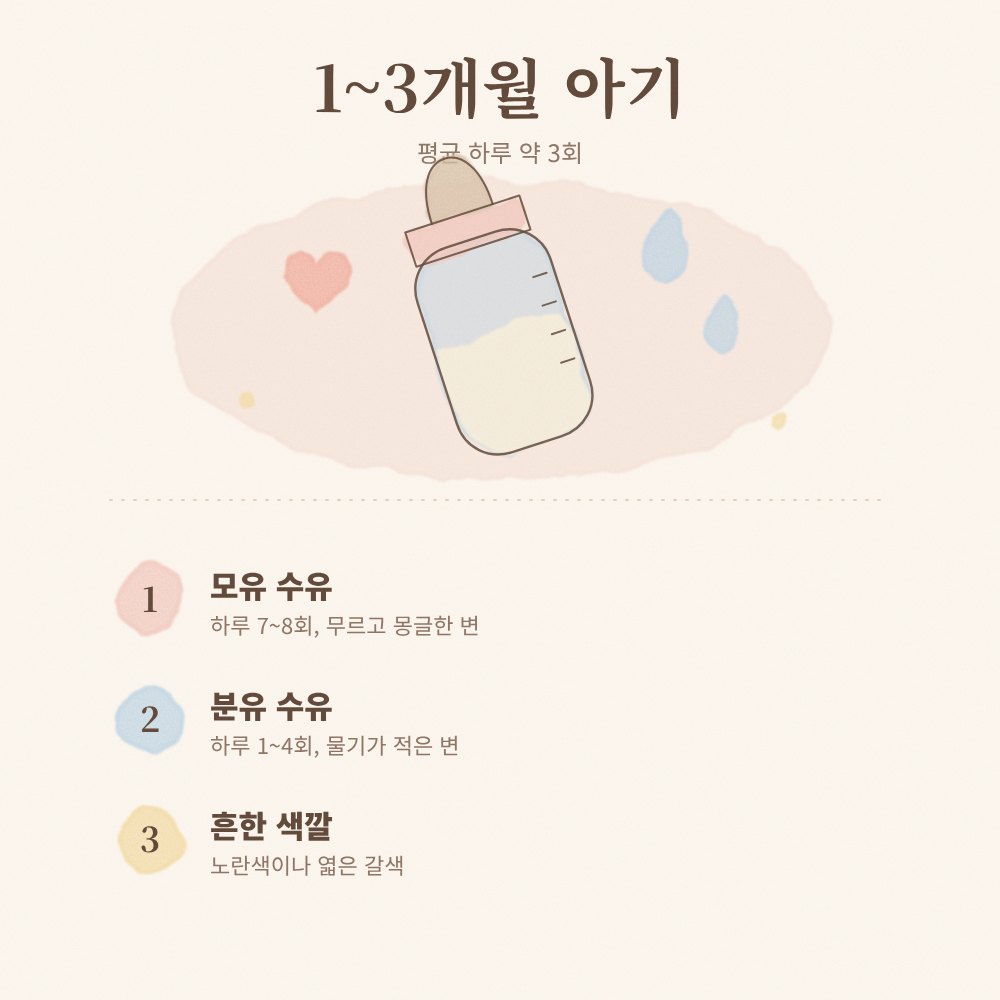 1~3개월 아기
평균 하루 약 3회
1
모유 수유
하루 7~8회, 무르고 몽글한 변
2
분유 수유
하루 1~4회, 물기가 적은 변
3
흔한 색깔
노란색이나 엷은 갈색